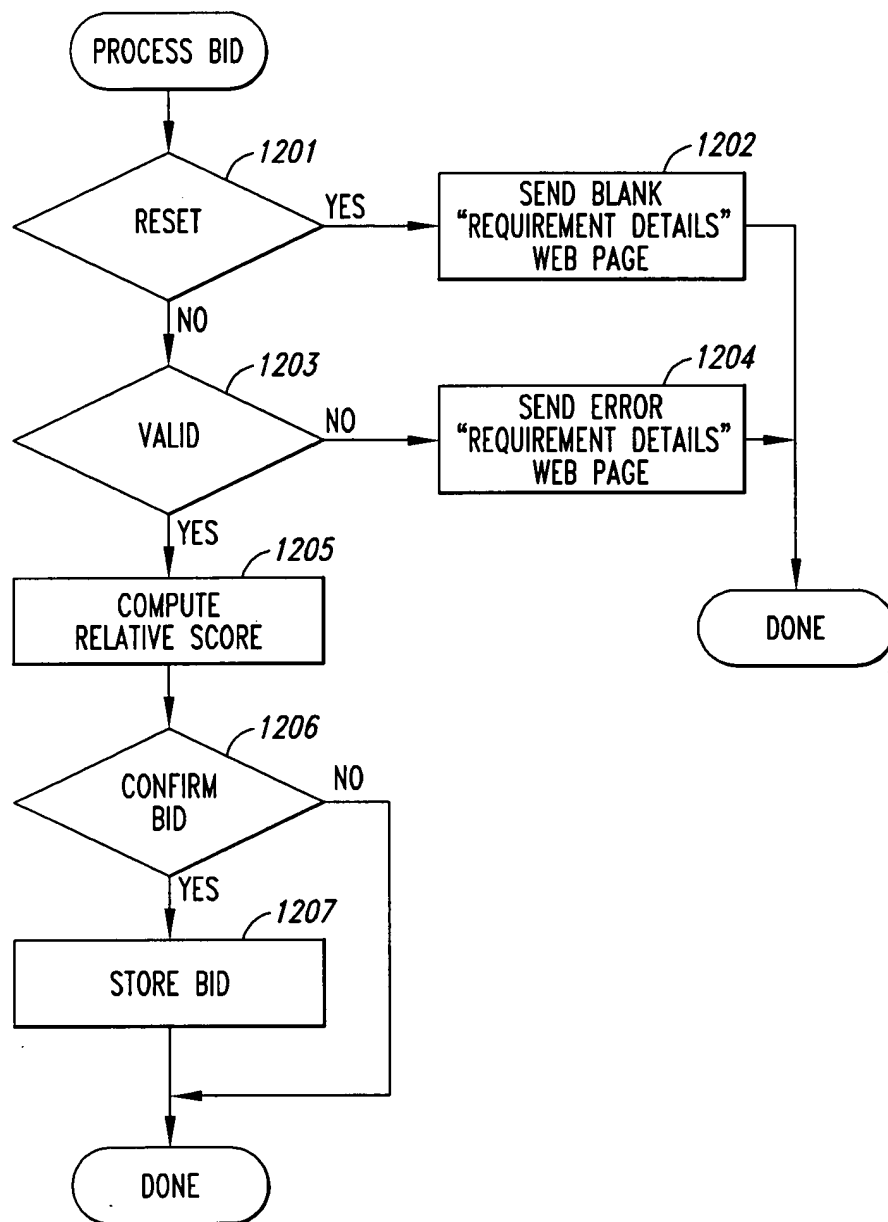 PROCESS BID
1201
RESET
YES
NO
1202
SEND BLANK
“REQUIREMENT DETAILS”
WEB PAGE
1203
VALID
NO
YES
1204
SEND ERROR
“REQUIREMENT DETAILS”
WEB PAGE
1205
COMPUTE
RELATIVE SCORE
DONE
1206
CONFIRM
BID
NO
YES
1207
STORE BID
DONE